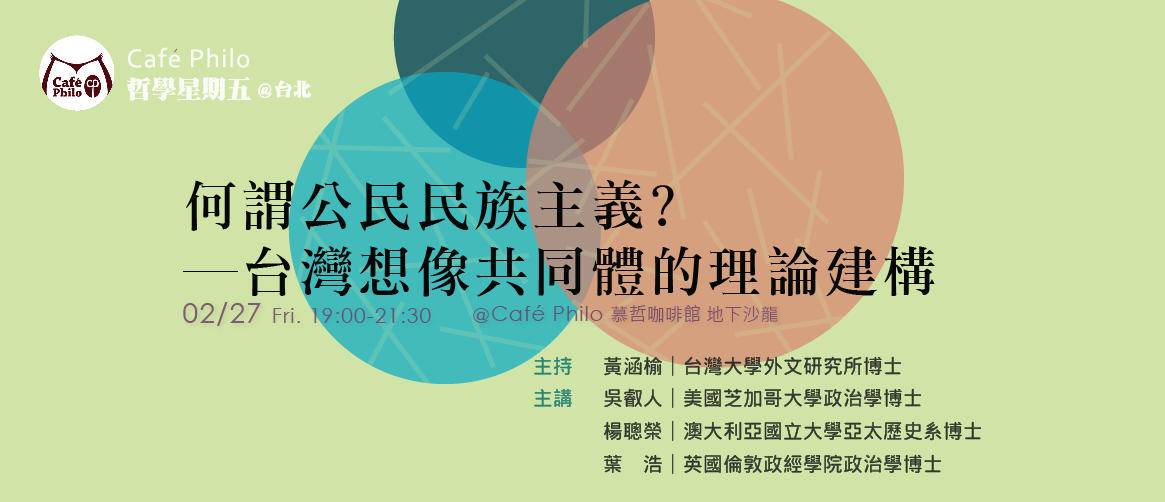 Café Philo
Café
Philo
CP
哲學星期五@台北
何謂公民民族主義?
—台灣想像共同體的理論建構
02/27 Fri. 19:00-21:30 @Café Philo 慕哲咖啡館 地下沙龍
主持 黃涵榆|台灣大學外文研究所博士
主講 吳叡人|美國芝加哥大學政治學博士
楊聰榮|澳大利亞國立大學亞太歷史系博士
葉 浩|英國倫敦政經學院政治學博士